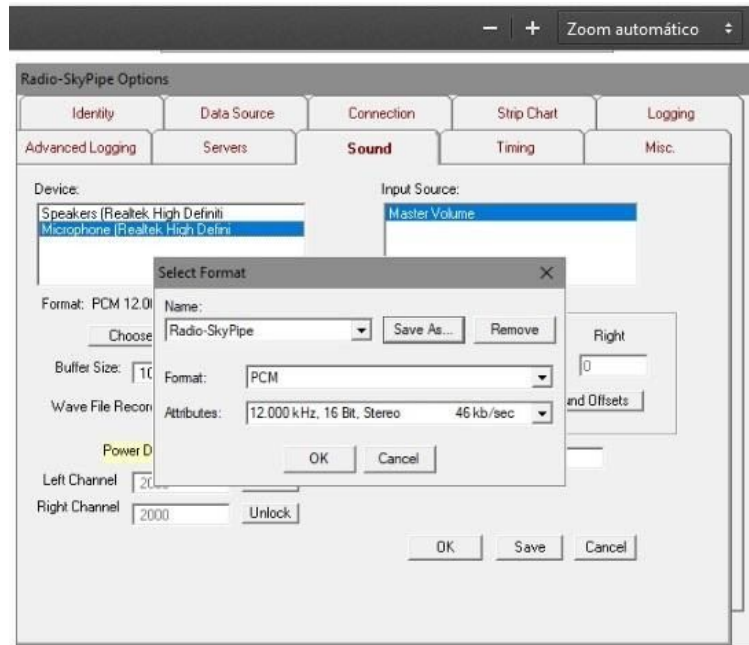 − + Zoom automático
Radio-SkyPipe Options
Identity Data Source Connection Strip Chart Logging
Advanced Logging Servers Sound Timing Misc.
Device: Input Source:
Speakers (Realtek High Definiti Master Volume
Microphone (Realtek High Defini
Select Format
Format: PCM 12.0
Name:
Radio-SkyPipe Save As... Remove
Choose Right
Buffer Size: 10 0
Format: PCM
Wave File Recor Attributes: 12.000 kHz, 16 Bit, Stereo 46 kb/sec und Offsets
Power D
OK Cancel
Left Channel
Right Channel 2000 Unlock
OK Save Cancel